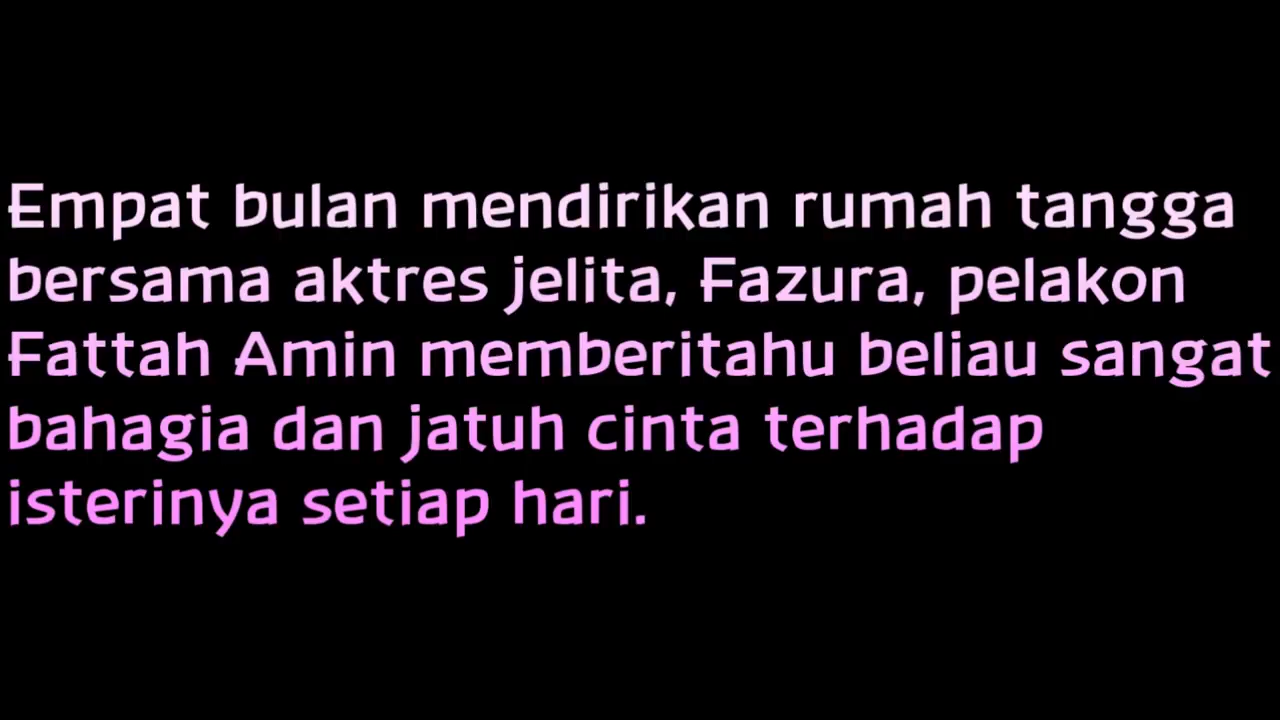 Empat bulan mendirikan rumah tangga
bersama aktres jelita, Fazura, pelakon
Fattah Amin memberitahu beliau sangat
bahagia dan jatuh cinta terhadap
isterinya setiap hari.